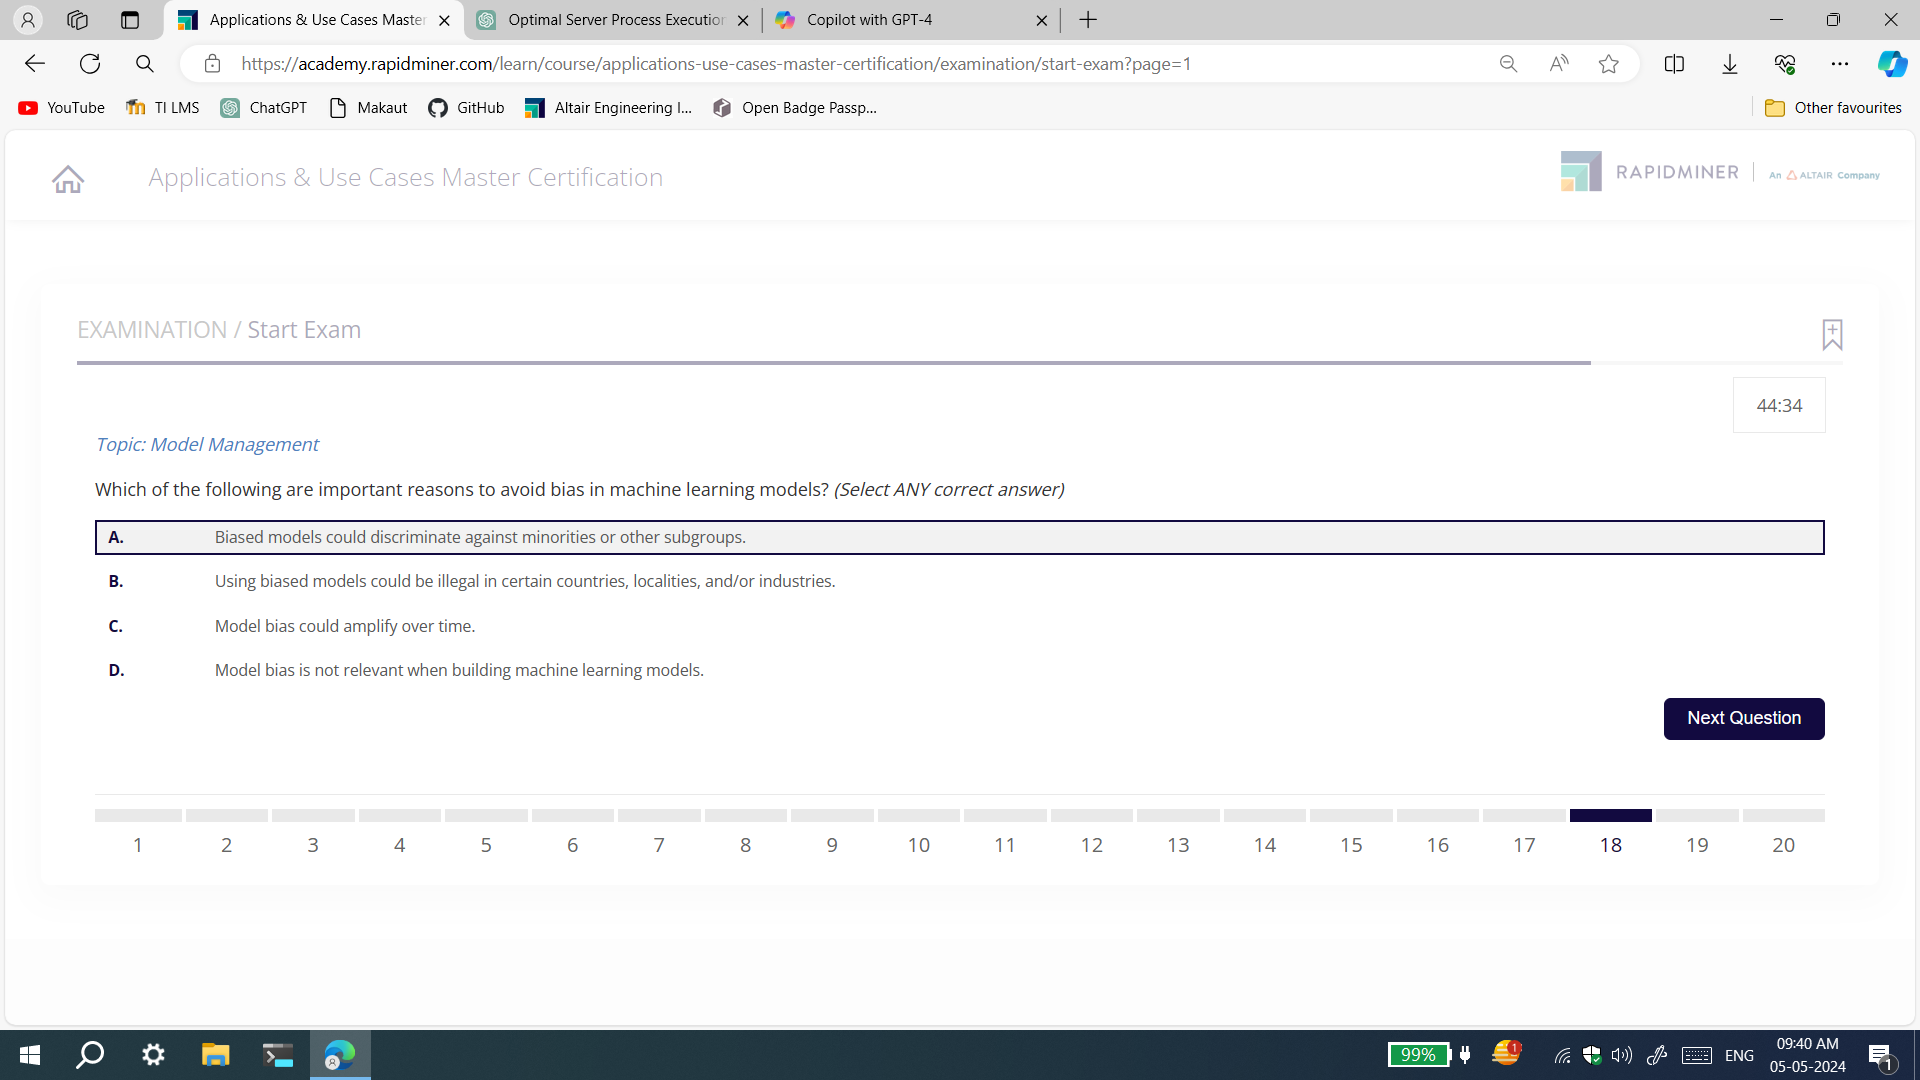 Applications & Use Cases Master
Optimal Server Process Execution
Copilot with GPT-4
https://academy.rapidminer.com/learn/course/applications-use-cases-master-certification/examination/start-exam?page=1
YouTube
TI LMS
ChatGPT
Makaut
GitHub
Altair Engineering I...
Open Badge Passp...
Other favourites
Applications & Use Cases Master Certification
RAPIDMINER
An ALTAIR Company
EXAMINATION / Start Exam
44:34
Topic: Model Management
Which of the following are important reasons to avoid bias in machine learning models? (Select ANY correct answer)
A. Biased models could discriminate against minorities or other subgroups.
B. Using biased models could be illegal in certain countries, localities, and/or industries.
C. Model bias could amplify over time.
D. Model bias is not relevant when building machine learning models.
Next Question
1 2 3 4 5 6 7 8 9 10 11 12 13 14 15 16 17 18 19 20
99%
1
ENG
09:40 AM
05-05-2024
1